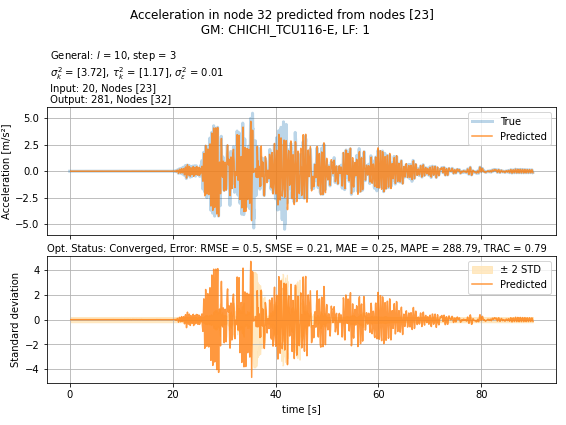 Acceleration in node 32 predicted from nodes [23]
GM: CHICHI_TCU116-E, LF: 1
General: l = 10, step = 3
σ²ₖ = [3.72], τ²ₖ = [1.17], σ²ε = 0.01
Input: 20, Nodes [23]
Output: 281, Nodes [32]
Acceleration [m/s²]
5.0
2.5
0.0
−2.5
−5.0
True
Predicted
Opt. Status: Converged, Error: RMSE = 0.5, SMSE = 0.21, MAE = 0.25, MAPE = 288.79, TRAC = 0.79
Standard deviation
4
2
0
−2
−4
± 2 STD
Predicted
0 20 40 60 80
time [s]